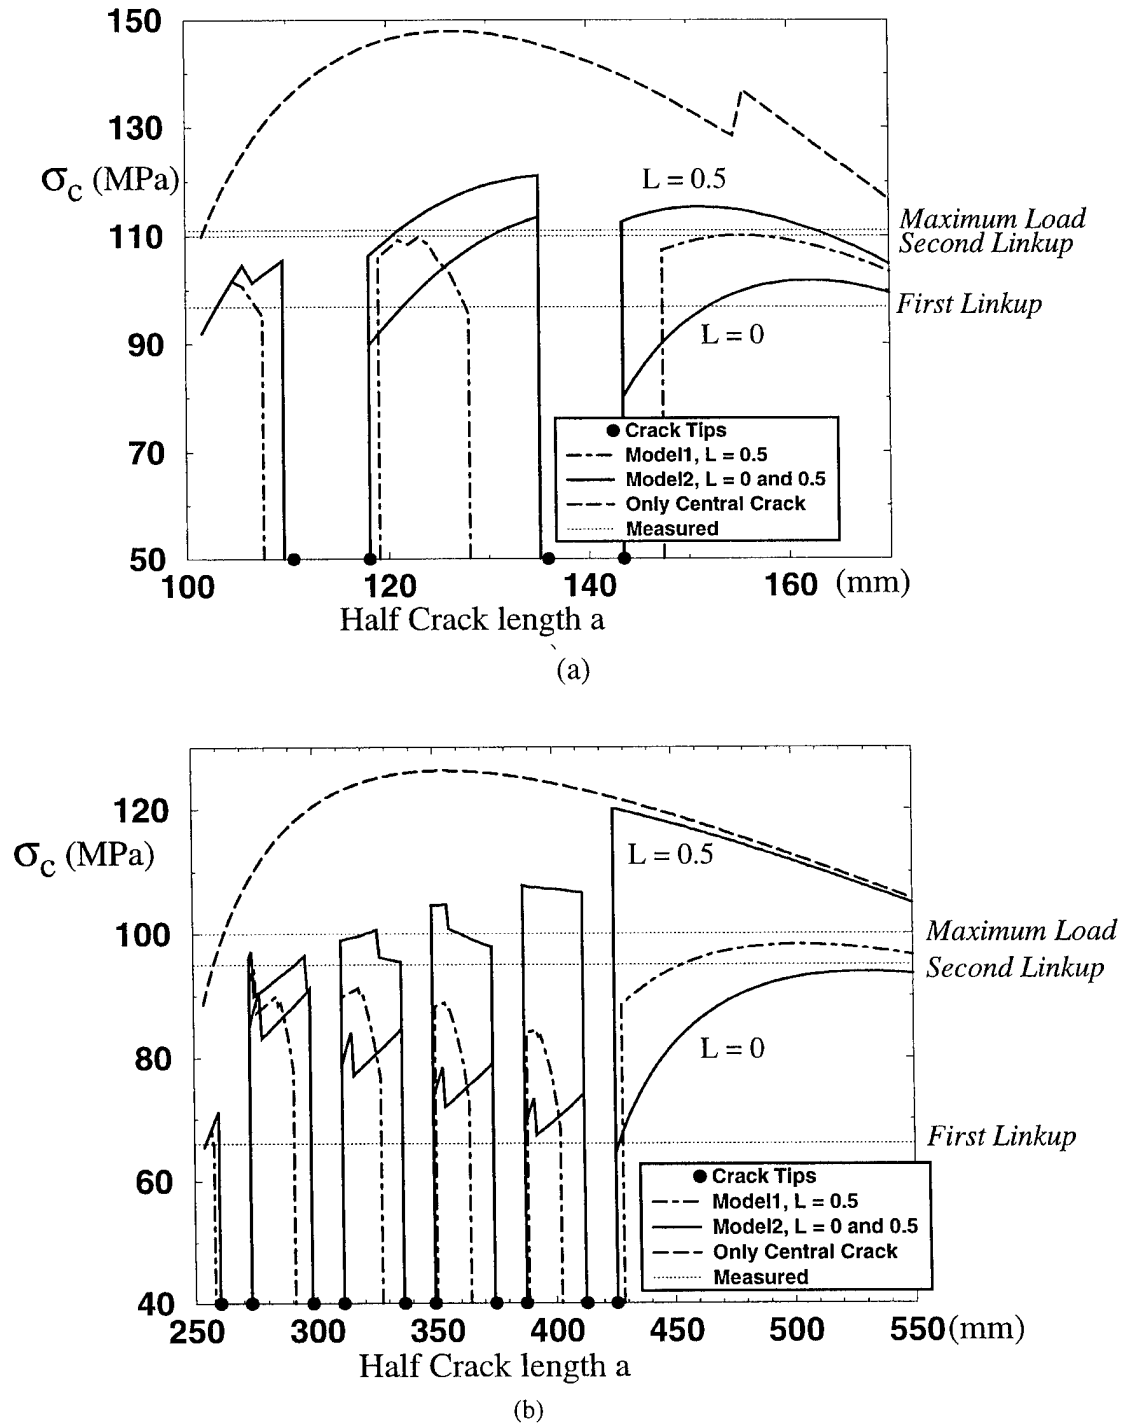 150
130
σc (MPa)
L = 0.5
Maximum Load
110
Second Linkup
First Linkup
L = 0
90
Crack Tips
70
Model1, L = 0.5
Model2, L = 0 and 0.5
Only Central Crack
Measured
50
100 120 140 160 (mm)
Half Crack length a
(a)
120
σc (MPa)
L = 0.5
100
Maximum Load
Second Linkup
80
L = 0
First Linkup
60
Crack Tips
Model1, L = 0.5
Model2, L = 0 and 0.5
Only Central Crack
Measured
40
250 300 350 400 450 500 550 (mm)
Half Crack length a
(b)